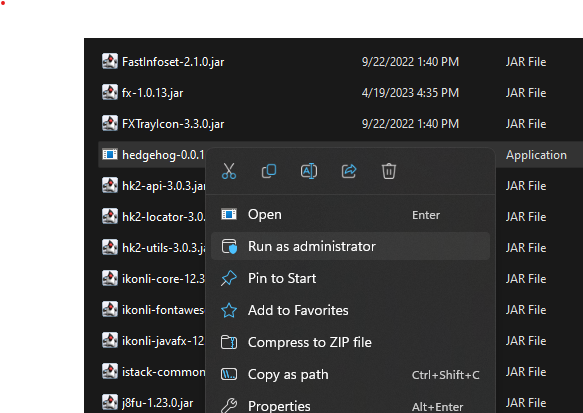 FastInfoset-2.1.0.jar 9/22/2022 1:40 PM JAR File
fx-1.0.13.jar 4/19/2023 4:35 PM JAR File
FXTrayIcon-3.3.0.jar 9/22/2022 1:40 PM JAR File
hedgehog-0.0.1 Application
hk2-api-3.0.3.jar JAR File
hk2-locator-3.0. JAR File
hk2-utils-3.0.3.ja JAR File
ikonli-core-12.3 JAR File
ikonli-fontawes JAR File
ikonli-javafx-12. JAR File
istack-common JAR File
j8fu-1.23.0.jar JAR File
Open Enter
Run as administrator
Pin to Start
Add to Favorites
Compress to ZIP file
Copy as path Ctrl+Shift+C
Properties Alt+Enter